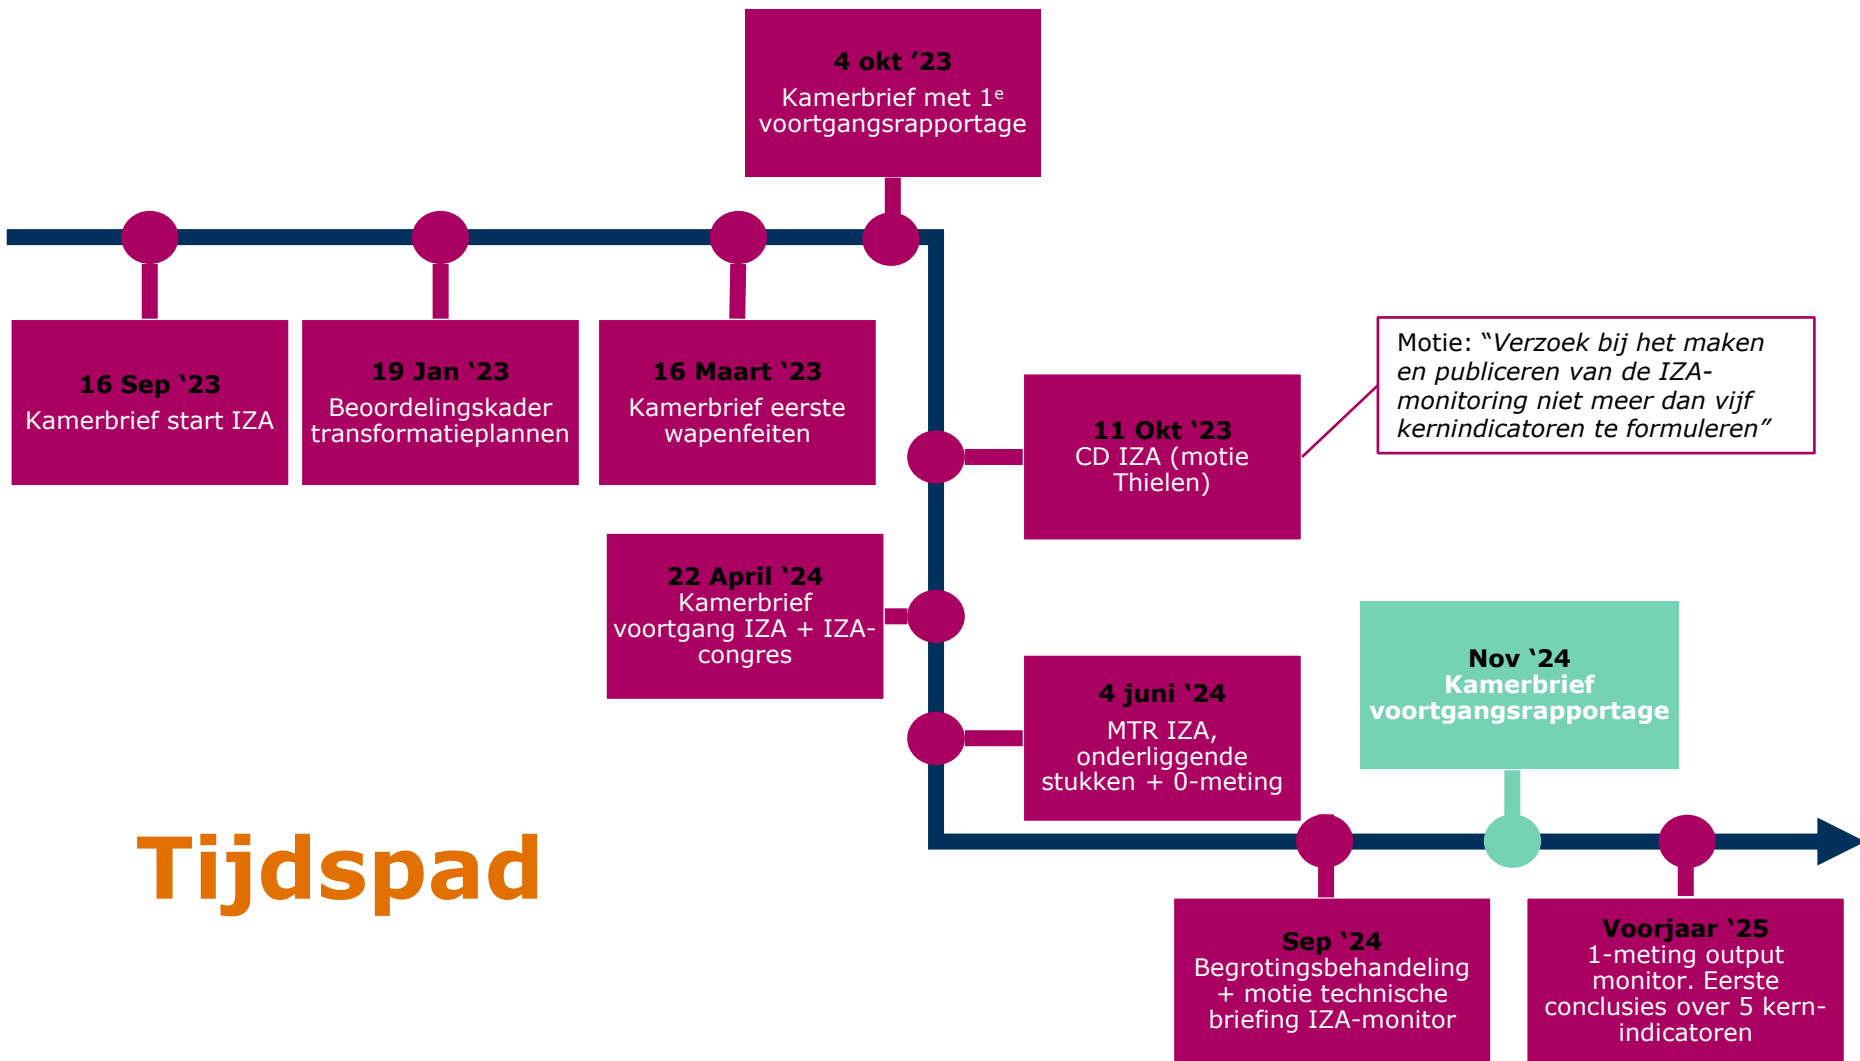 4 okt ’23
Kamerbrief met 1e
voortgangsrapportage
16 Sep ‘23
Kamerbrief start IZA
19 Jan ‘23
Beoordelingskader
transformatieplannen
16 Maart ‘23
Kamerbrief eerste
wapenfeiten
11 Okt ‘23
CD IZA (motie
Thielen)
Motie: “Verzoek bij het maken
en publiceren van de IZA-
monitoring niet meer dan vijf
kernindicatoren te formuleren”
22 April ‘24
Kamerbrief
voortgang IZA + IZA-
congres
4 juni ‘24
MTR IZA,
onderliggende
stukken + 0-meting
Nov ‘24
Kamerbrief
voortgangsrapportage
Tijdspad
Sep ‘24
Begrotingsbehandeling
+ motie technische
briefing IZA-monitor
Voorjaar ‘25
1-meting output
monitor. Eerste
conclusies over 5 kern-
indicatoren